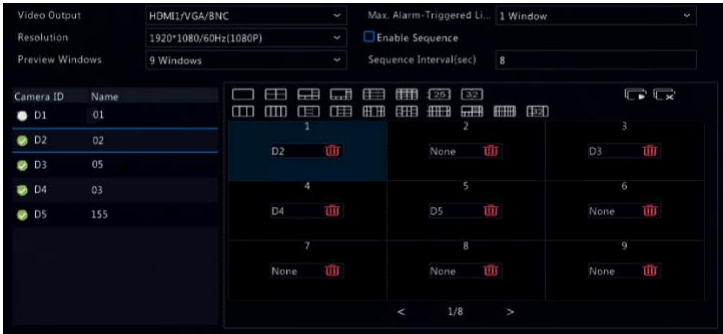 Video Output HDMI1/VGA/BNC Max. Alarm-Triggered Li... 1 Window
Resolution 1920*1080/60Hz(1080P) Enable Sequence
Preview Windows 9 Windows Sequence Interval(sec) 8
Camera ID Name
D1 01
D2 02
D3 05
D4 03
D5 155
25 32
1 2 3
D2 None D3
4 5 6
D4 D5 None
7 8 9
None None None
< 1/8 >